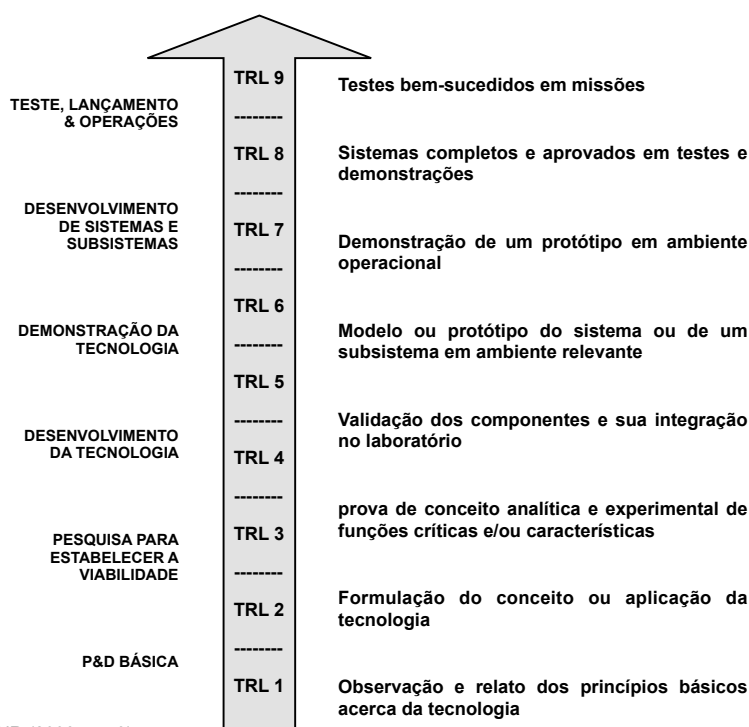 TRL 9
Testes bem-sucedidos em missões
TESTE, LANÇAMENTO
& OPERAÇÕES
--------
TRL 8
Sistemas completos e aprovados em testes e
demonstrações
--------
DESENVOLVIMENTO
DE SISTEMAS E
SUBSISTEMAS
TRL 7
Demonstração de um protótipo em ambiente
operacional
--------
TRL 6
DEMONSTRAÇÃO DA
TECNOLOGIA
Modelo ou protótipo do sistema ou de um
subsistema em ambiente relevante
--------
TRL 5
Validação dos componentes e sua integração
no laboratório
--------
DESENVOLVIMENTO
DA TECNOLOGIA
TRL 4
--------
prova de conceito analítica e experimental de
funções críticas e/ou características
TRL 3
PESQUISA PARA
ESTABELECER A
VIABILIDADE
--------
TRL 2
Formulação do conceito ou aplicação da
tecnologia
--------
P&D BÁSICA
TRL 1
Observação e relato dos princípios básicos
acerca da tecnologia